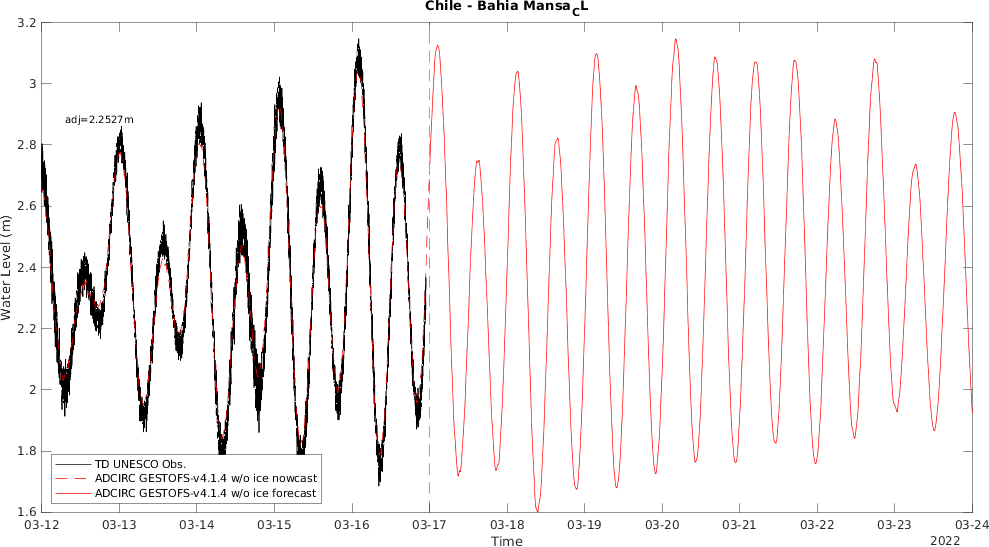 Chile - Bahia Mansa_CL
3.2
3
2.8
2.6
2.4
2.2
2
1.8
1.6
Water Level (m)
adj=2.2527m
TD UNESCO Obs.
ADCIRC GESTOFS-v4.1.4 w/o ice nowcast
ADCIRC GESTOFS-v4.1.4 w/o ice forecast
03-12 03-13 03-14 03-15 03-16 03-17 03-18 03-19 03-20 03-21 03-22 03-23 03-24
Time
2022